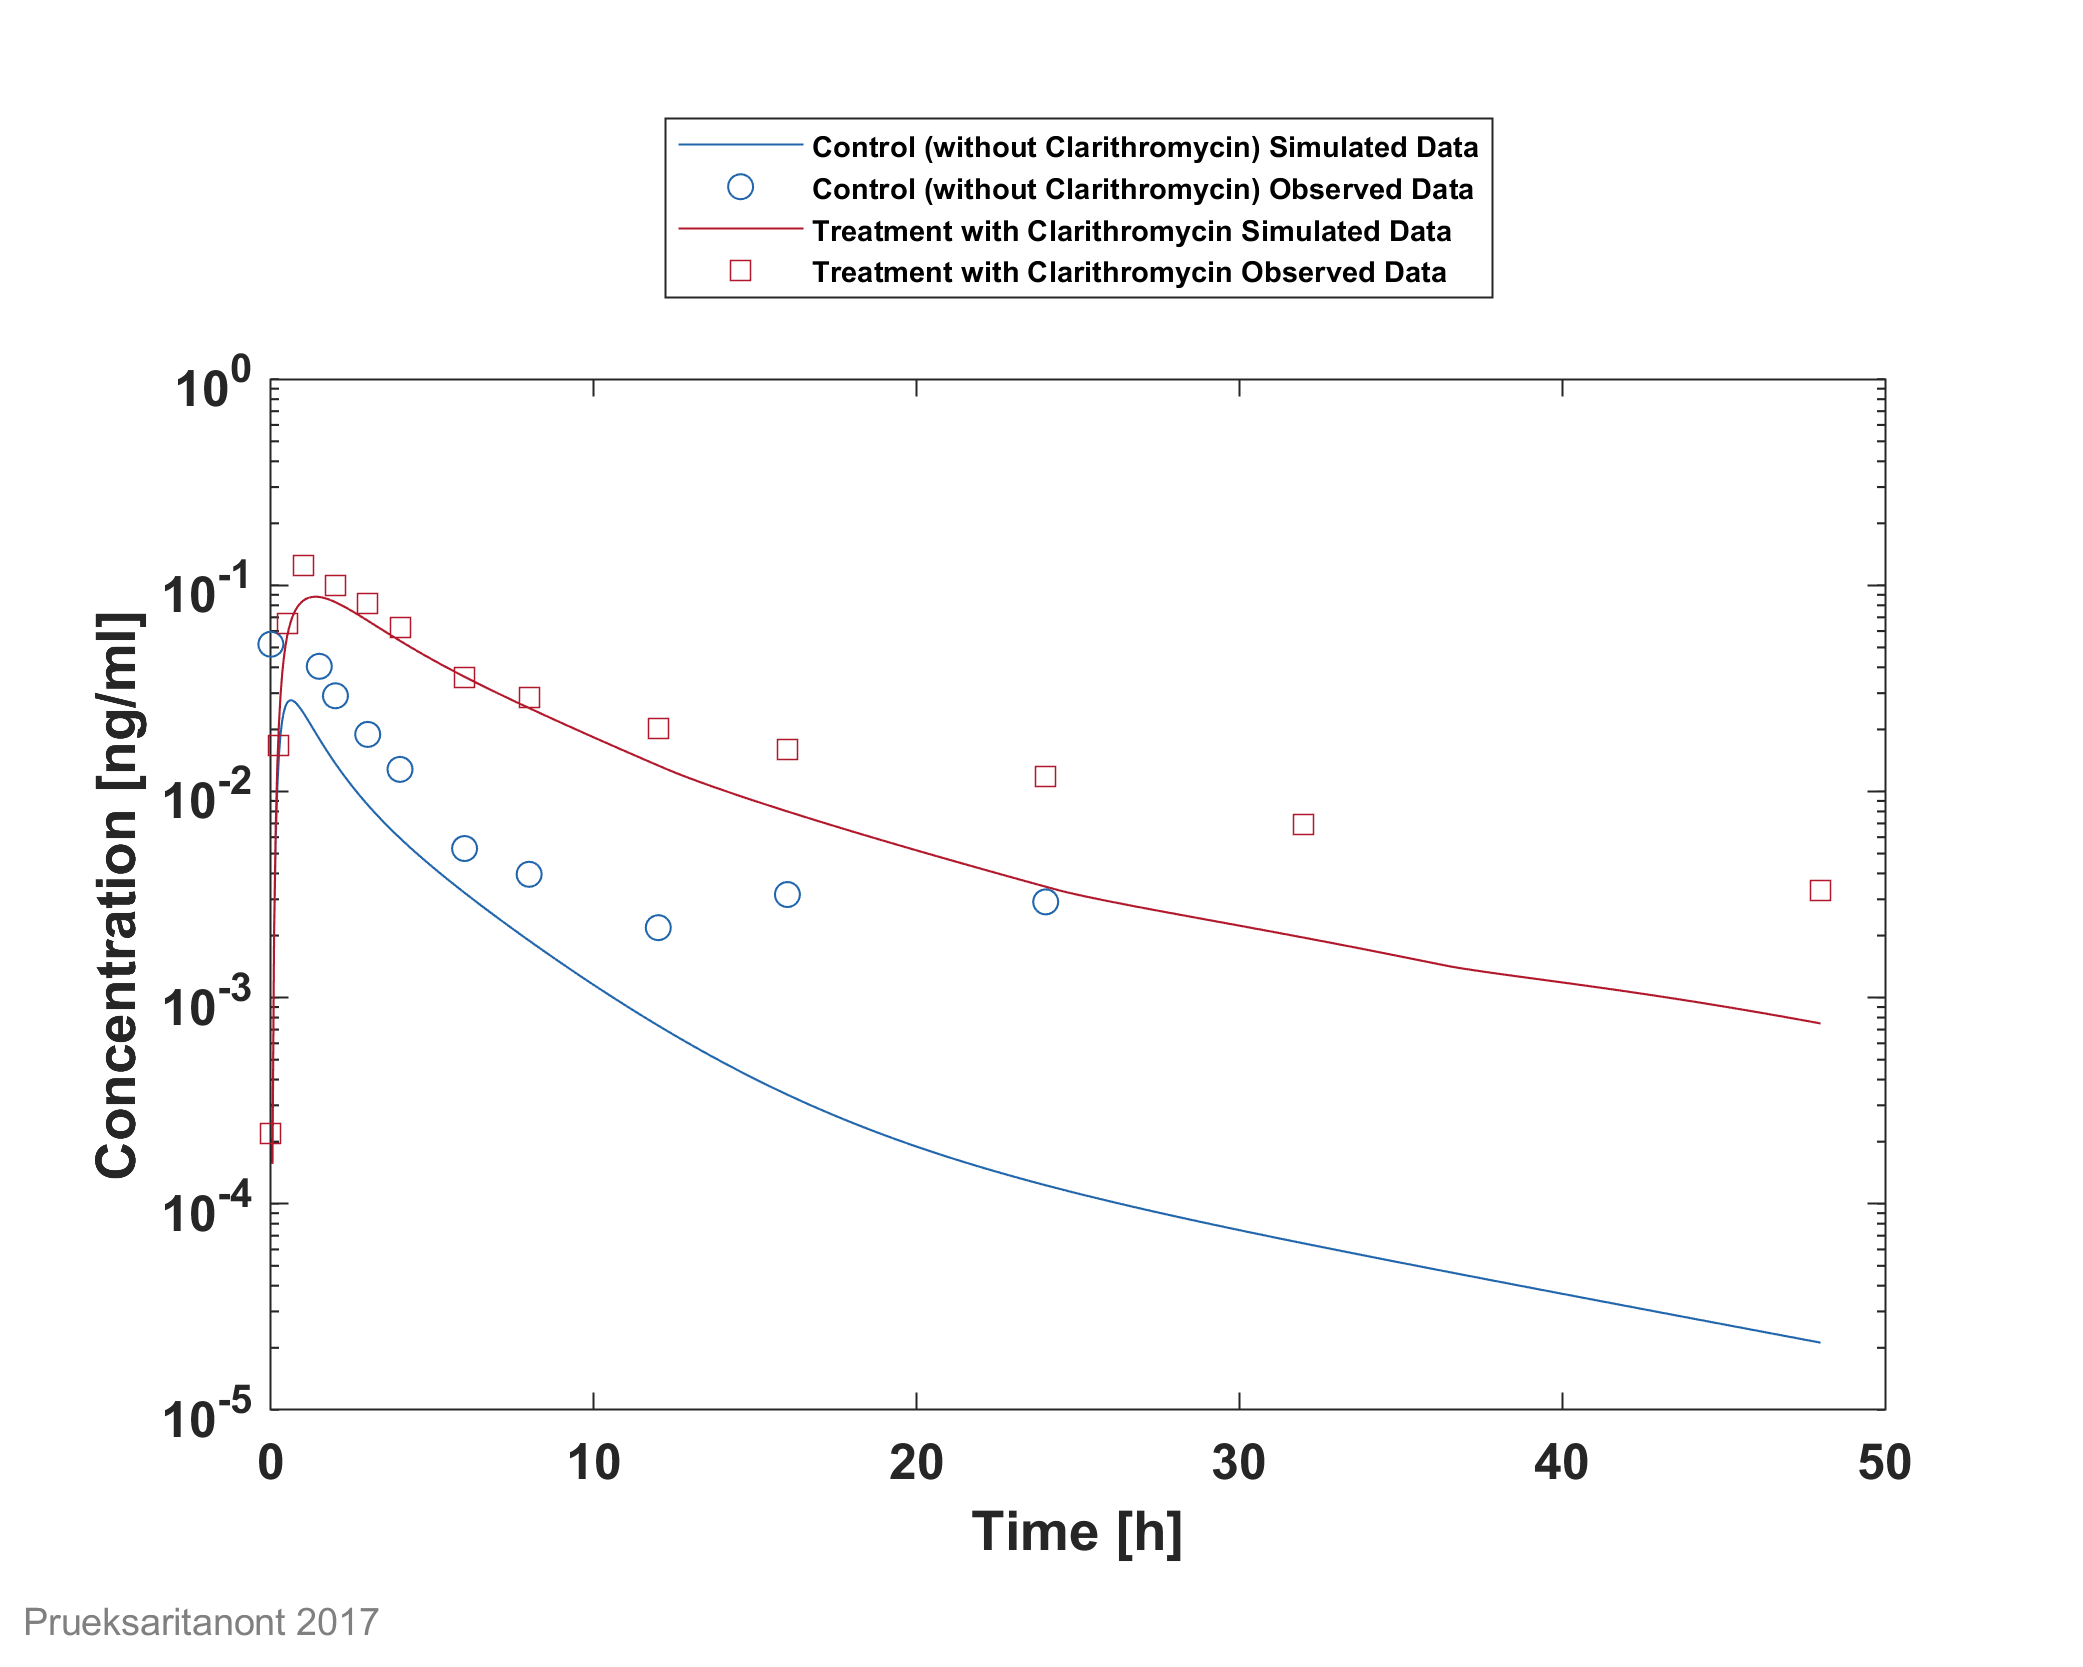 Control (without Clarithromycin) Simulated Data
Control (without Clarithromycin) Observed Data
Treatment with Clarithromycin Simulated Data
Treatment with Clarithromycin Observed Data
10^0
10^-1
10^-2
10^-3
10^-4
10^-5
Concentration [ng/ml]
0 10 20 30 40 50
Time [h]
Prueksaritanont 2017